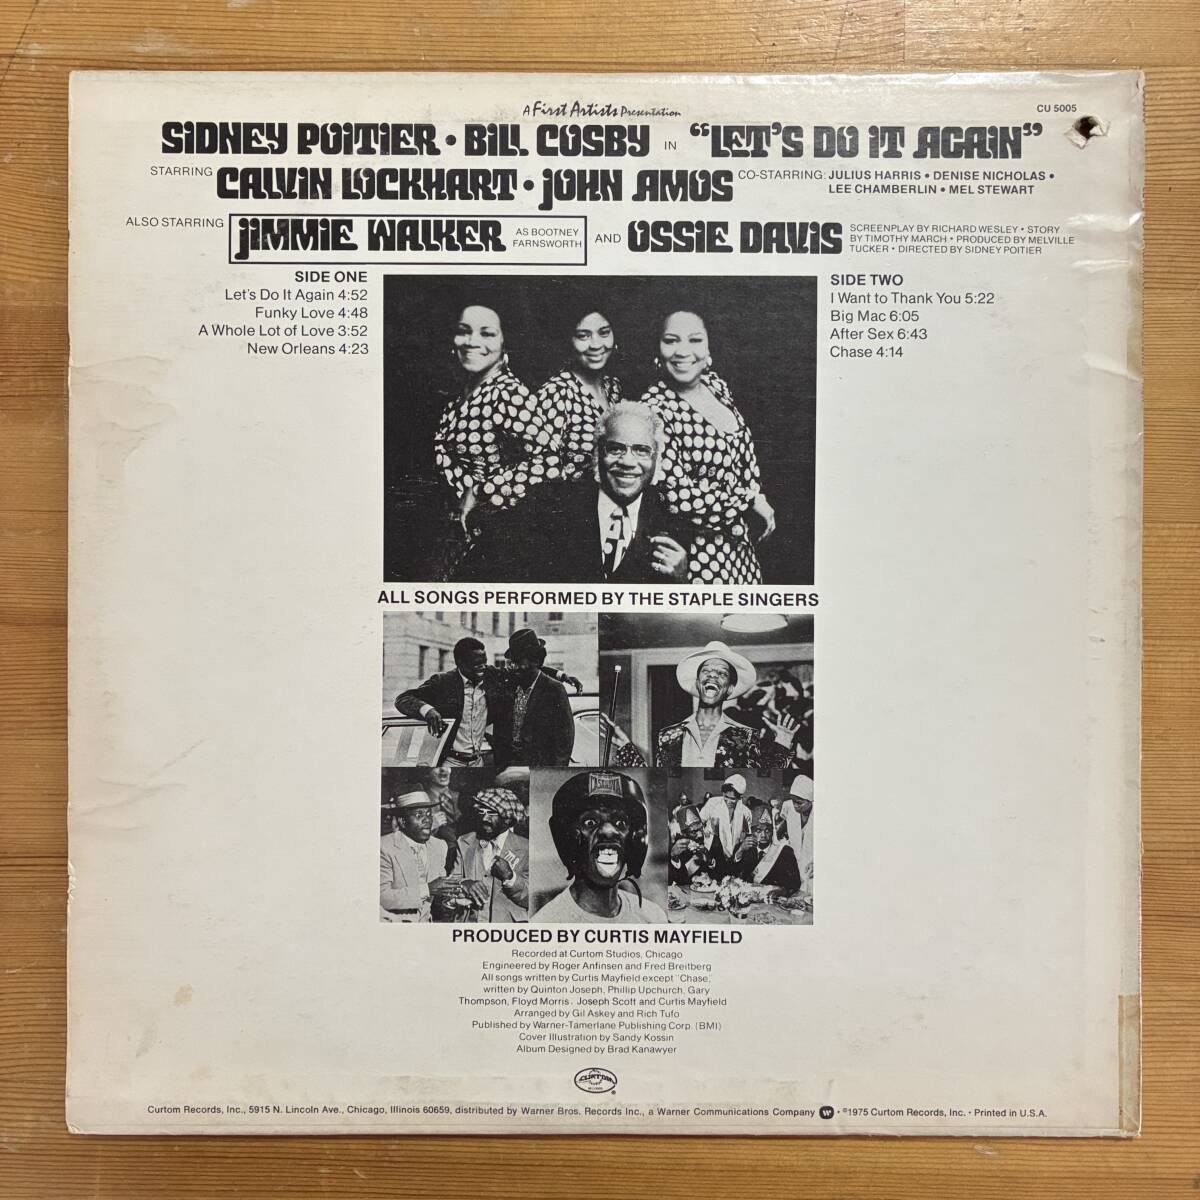 A First Artists Presentation
CU 5005
SIDNEY POITIER • BILL COSBY IN "LET'S DO IT AGAIN"
STARRING CALVIN LOCKHART • JOHN AMOS CO-STARRING: JULIUS HARRIS • DENISE NICHOLAS •
LEE CHAMBERLIN • MEL STEWART
ALSO STARRING JIMMIE WALKER AS BOOTNEY
FARNSWORTH AND OSSIE DAVIS SCREENPLAY BY RICHARD WESLEY • STORY
BY TIMOTHY MARCH • PRODUCED BY MELVILLE
TUCKER • DIRECTED BY SIDNEY POITIER
SIDE ONE
Let's Do It Again 4:52
Funky Love 4:48
A Whole Lot of Love 3:52
New Orleans 4:23
SIDE TWO
I Want to Thank You 5:22
Big Mac 6:05
After Sex 6:43
Chase 4:14
ALL SONGS PERFORMED BY THE STAPLE SINGERS
PRODUCED BY CURTIS MAYFIELD
Recorded at Curtom Studios, Chicago
Engineered by Roger Anfinsen and Fred Breitberg
All songs written by Curtis Mayfield except "Chase,"
written by Quinton Joseph, Phillip Upchurch, Gary
Thompson, Floyd Morris, Joseph Scott and Curtis Mayfield
Arranged by Gil Askey and Rich Tufo
Published by Warner-Tamerlane Publishing Corp. (BMI)
Cover Illustration by Sandy Kossin
Album Designed by Brad Kanawyer
CURTOM
Curtom Records, Inc., 5915 N. Lincoln Ave., Chicago, Illinois 60659, distributed by Warner Bros. Records Inc., a Warner Communications Company • ℗1975 Curtom Records, Inc. • Printed in U.S.A.